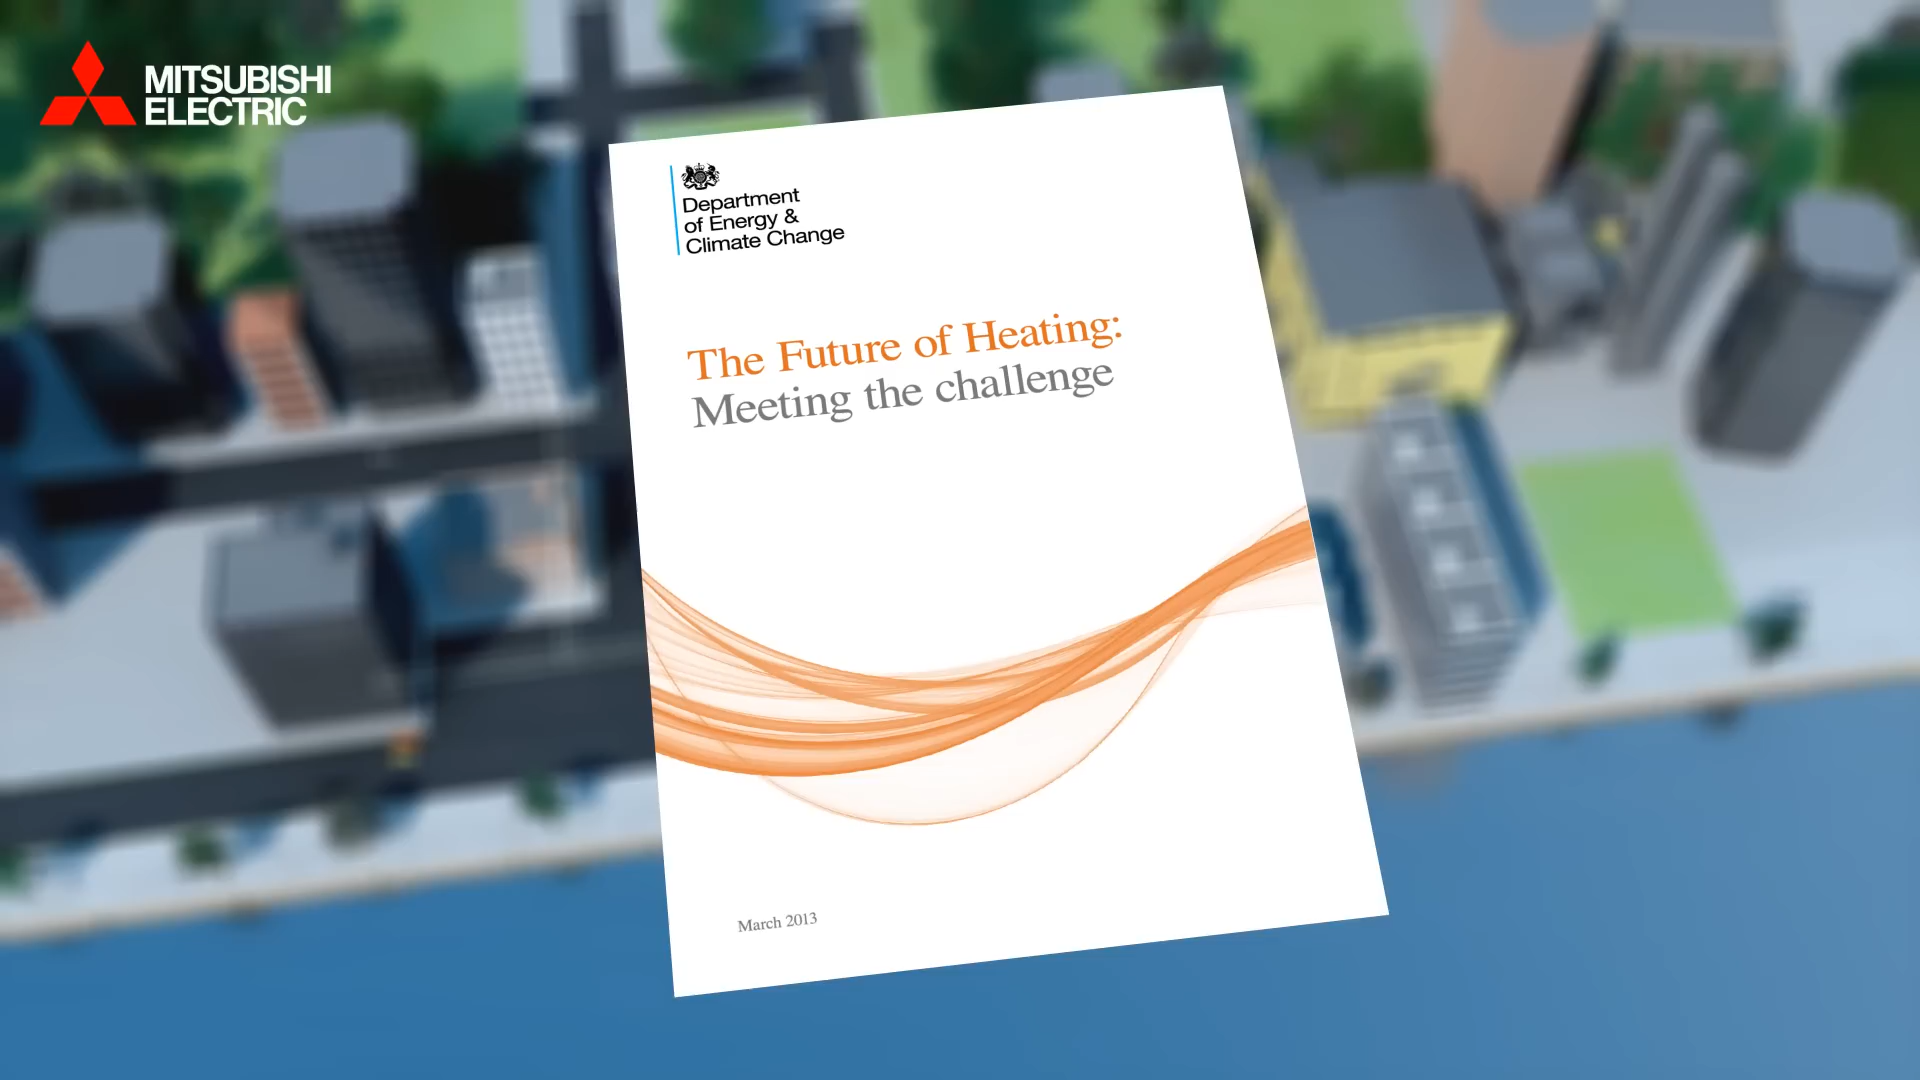 MITSUBISHI
ELECTRIC
Department
of Energy &
Climate Change
The Future of Heating:
Meeting the challenge
March 2013